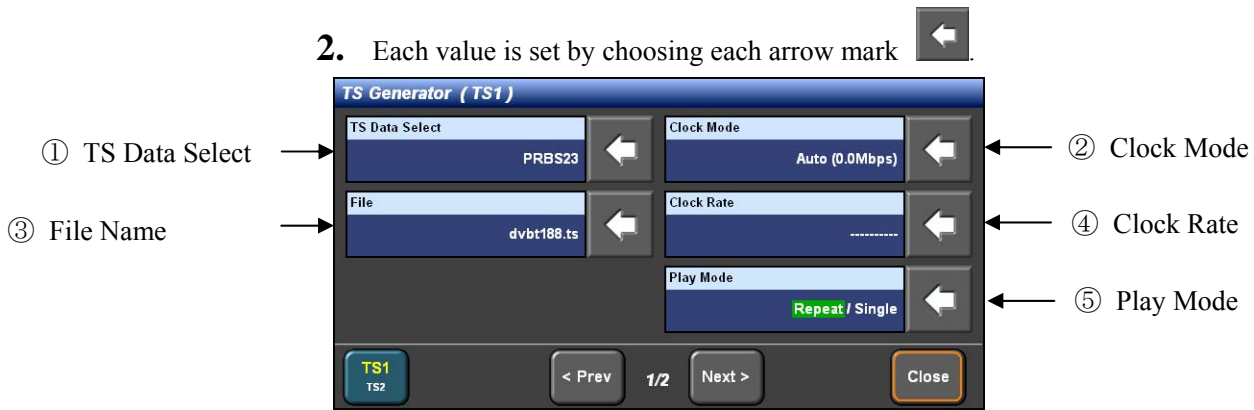 2. Each value is set by choosing each arrow mark .
TS Generator ( TS1 )
TS Data Select
PRBS23
Clock Mode
Auto (0.0Mbps)
① TS Data Select
② Clock Mode
File
dvbt188.ts
Clock Rate
----------
③ File Name
④ Clock Rate
Play Mode
Repeat / Single
⑤ Play Mode
TS1
TS2
< Prev
1/2
Next >
Close